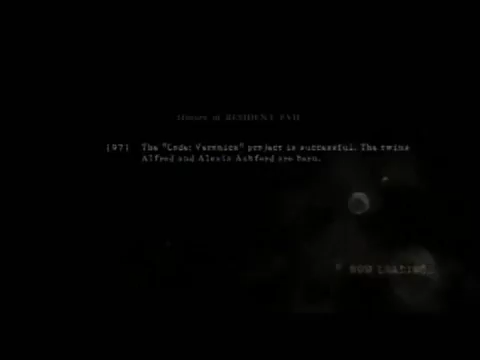 History of RESIDENT EVIL
[97] The "Code: Veronica" project is successful. The twins
Alfred and Alexia Ashford are born.
NOW LOADING